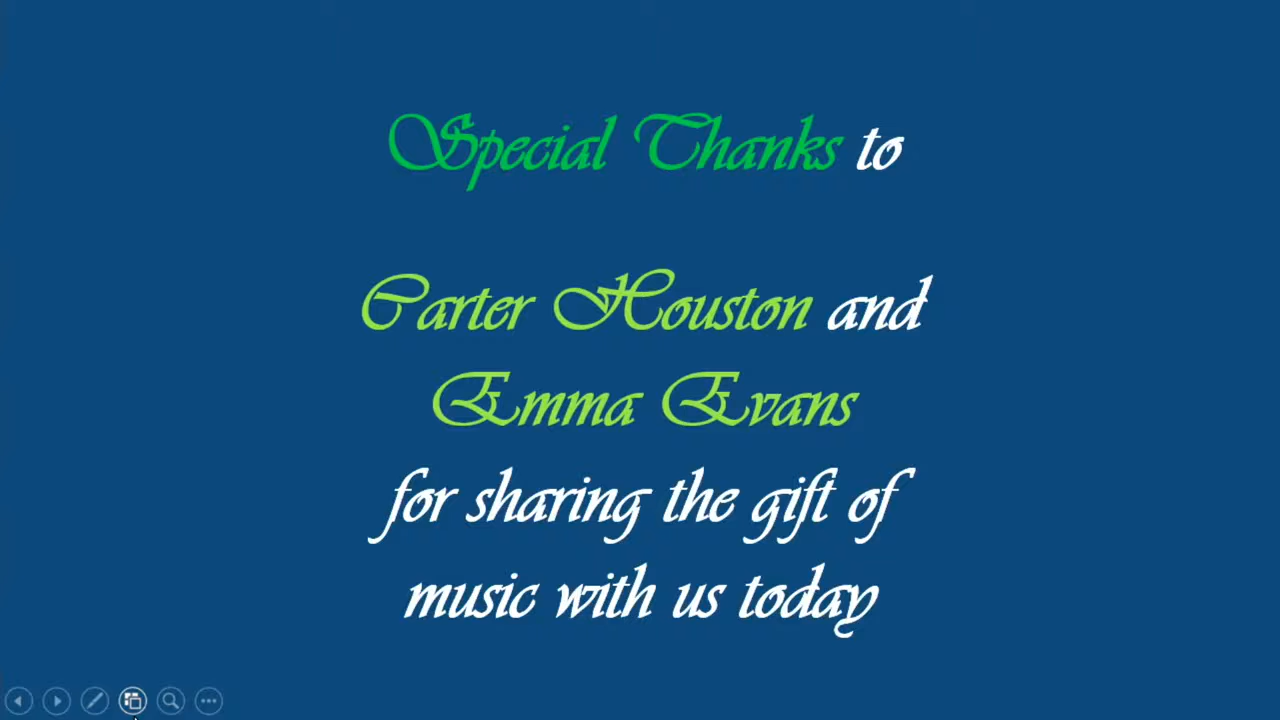 Special Thanks to
Carter Houston and
Emma Evans
for sharing the gift of
music with us today